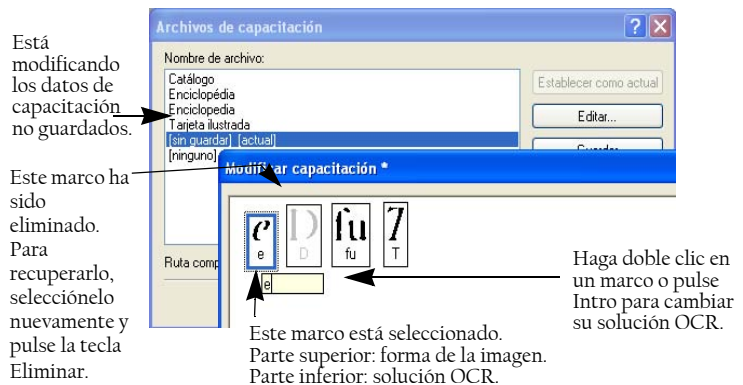 Archivos de capacitación
Está
modificando
los datos de
capacitación
no guardados.
Nombre de archivo:
Catálogo
Enciclopédia
Enciclopedia
Tarjeta ilustrada
[sin guardar] [actual]
[ninguno]
Establecer como actual
Editar...
Guardar
Modificar capacitación *
Este marco ha
sido
eliminado.
Para
recuperarlo,
selecciónelo
nuevamente y
pulse la tecla
Eliminar.
e D fu T
e D fu T
e
Ruta comp
Haga doble clic en
un marco o pulse
Intro para cambiar
su solución OCR.
Este marco está seleccionado.
Parte superior: forma de la imagen.
Parte inferior: solución OCR.